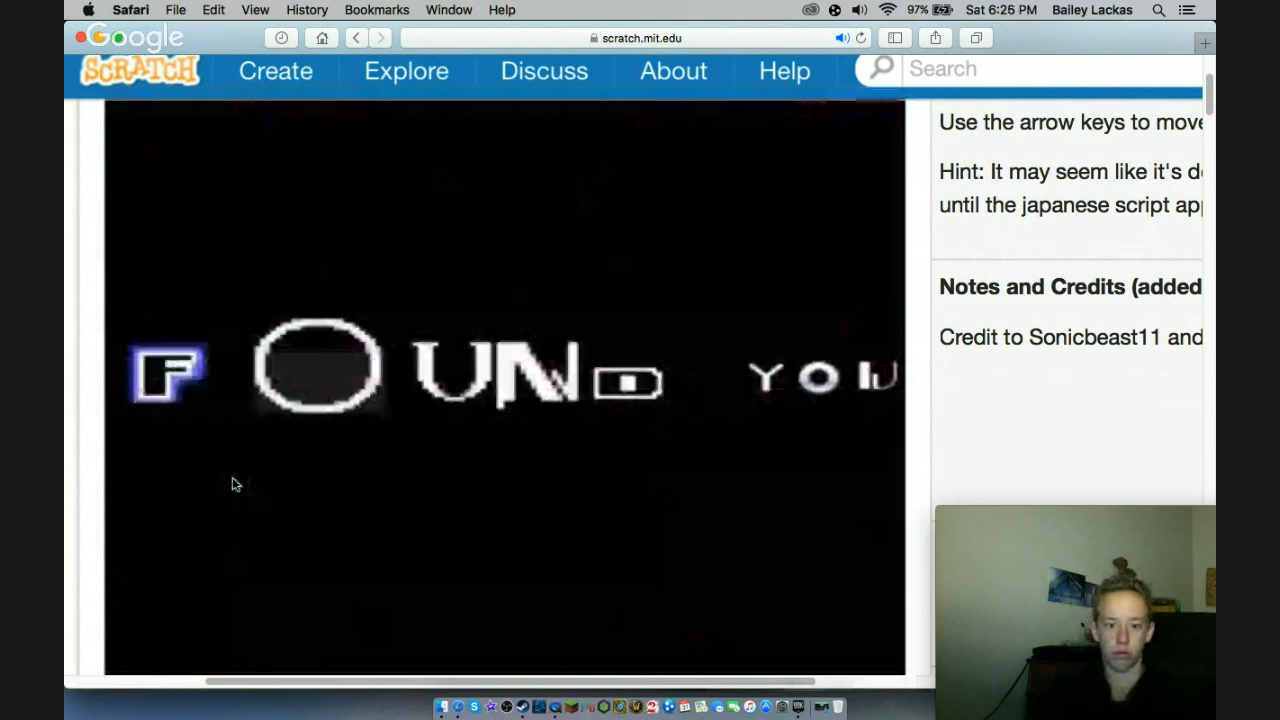 Safari File Edit View History Bookmarks Window Help 97% Sat 6:26 PM Bailey Lackas
Google
scratch.mit.edu
SCRATCH Create Explore Discuss About Help Search
Use the arrow keys to move
Hint: It may seem like it's d
until the japanese script ap
Notes and Credits (added
Credit to Sonicbeast11 and
FOUND YOU